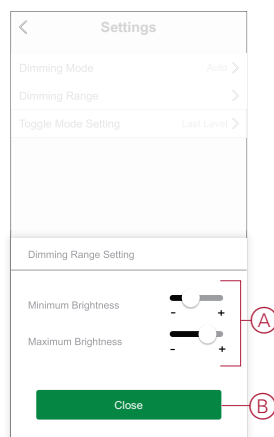 Settings
Dimming Mode Auto >
Dimming Range >
Toggle Mode Setting Last Level >
Dimming Range Setting
Minimum Brightness
- +
A
Maximum Brightness
- +
Close B